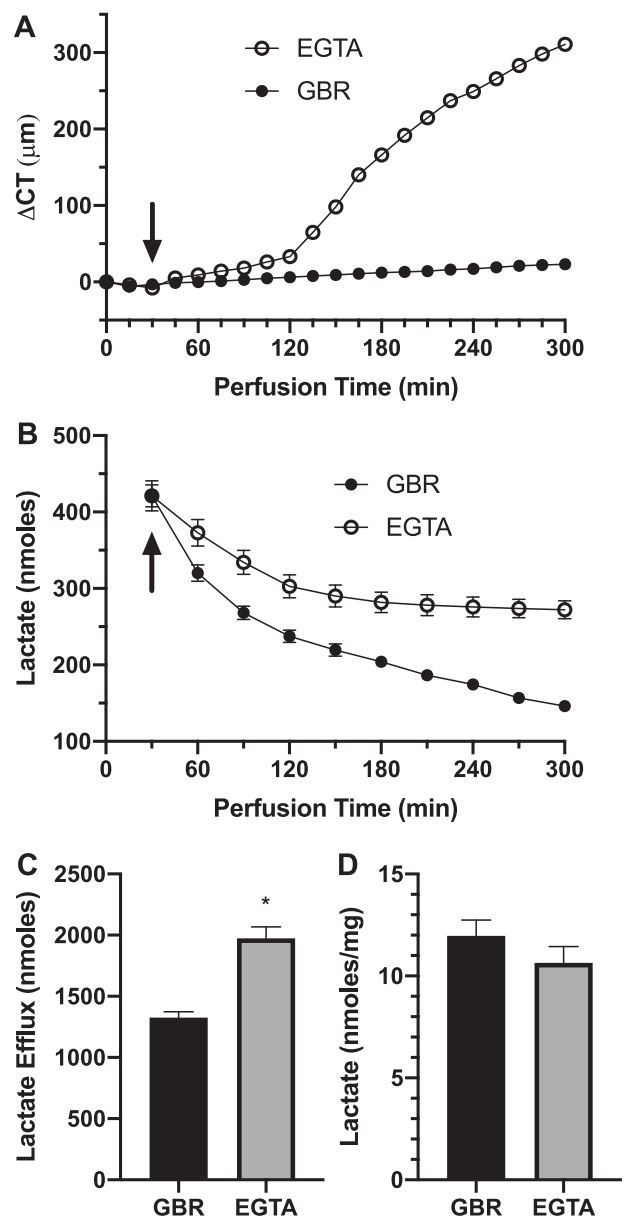 A
300
200
100
0
ΔCT (μm)
EGTA
GBR
0 60 120 180 240 300
Perfusion Time (min)
B
500
400
300
200
100
Lactate (nmoles)
GBR
EGTA
0 60 120 180 240 300
Perfusion Time (min)
C
2500
2000
1500
1000
500
0
Lactate Efflux (nmoles)
*
GBR EGTA
D
15
10
5
0
Lactate (nmoles/mg)
GBR EGTA